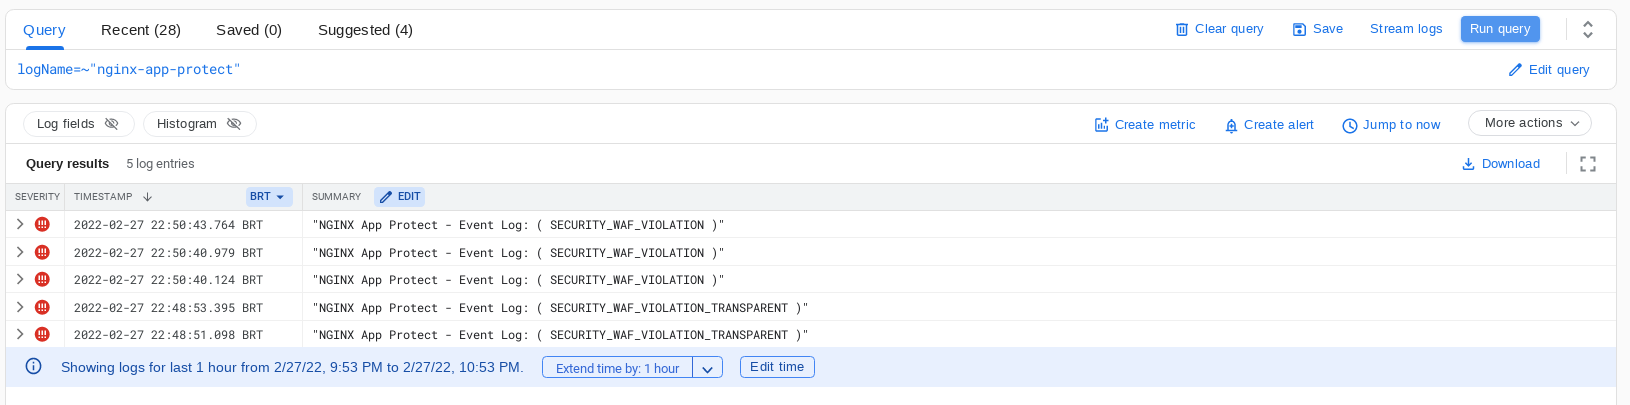 Query Recent (28) Saved (0) Suggested (4) Clear query Save Stream logs Run query
logName=~"nginx-app-protect" Edit query
Log fields Histogram Create metric Create alert Jump to now More actions
Query results 5 log entries Download
SEVERITY TIMESTAMP BRT SUMMARY EDIT
2022-02-27 22:50:43.764 BRT "NGINX App Protect - Event Log: ( SECURITY_WAF_VIOLATION )"
2022-02-27 22:50:40.979 BRT "NGINX App Protect - Event Log: ( SECURITY_WAF_VIOLATION )"
2022-02-27 22:50:40.124 BRT "NGINX App Protect - Event Log: ( SECURITY_WAF_VIOLATION )"
2022-02-27 22:48:53.395 BRT "NGINX App Protect - Event Log: ( SECURITY_WAF_VIOLATION_TRANSPARENT )"
2022-02-27 22:48:51.098 BRT "NGINX App Protect - Event Log: ( SECURITY_WAF_VIOLATION_TRANSPARENT )"
Showing logs for last 1 hour from 2/27/22, 9:53 PM to 2/27/22, 10:53 PM. Extend time by: 1 hour Edit time